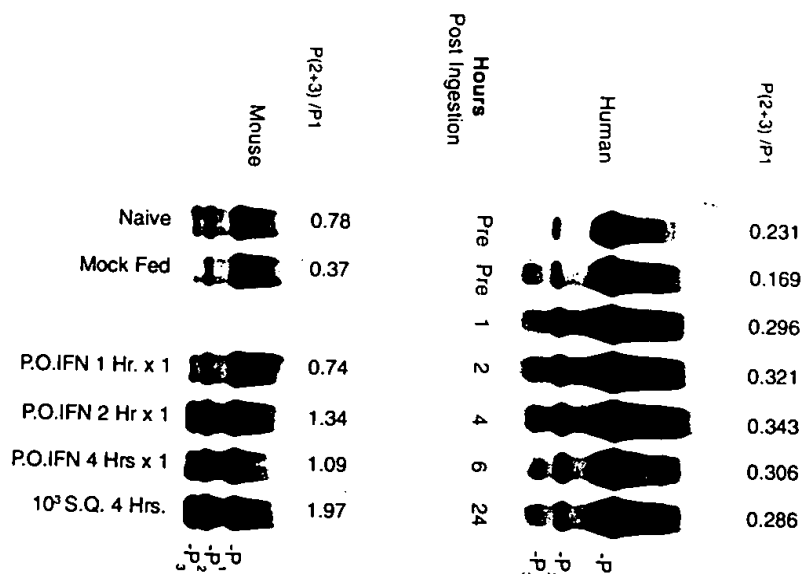 P(2+3) /P1
Mouse
Naive 0.78
Mock Fed 0.37
P.O.IFN 1 Hr. x 1 0.74
P.O.IFN 2 Hr x 1 1.34
P.O.IFN 4 Hrs x 1 1.09
10³ S.Q. 4 Hrs. 1.97
-P₃ -P₂ -P₁
Hours
Post Ingestion
Human
P(2+3) /P1
Pre 0.231
Pre 0.169
1 0.296
2 0.321
4 0.343
6 0.306
24 0.286
-P -P -P